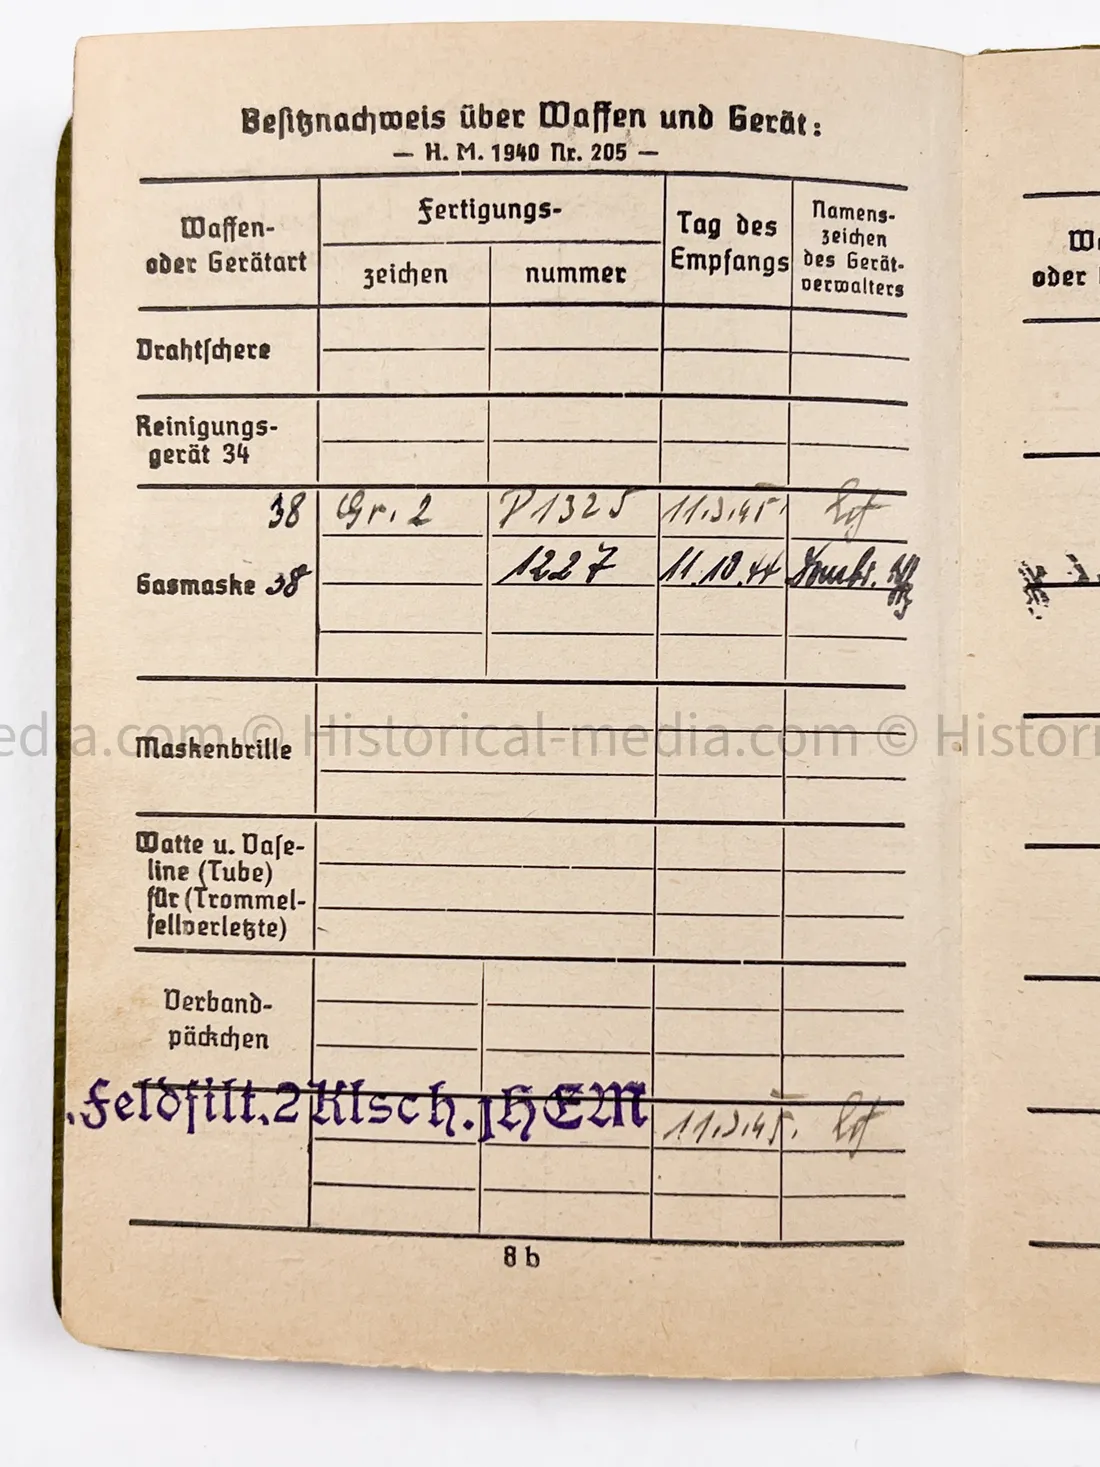 Besitznachweis über Waffen und Gerät:
— H. M. 1940 Nr. 205 —
Waffen-
oder Gerätart
Fertigungs-
zeichen
nummer
Tag des
Empfangs
Namens-
zeichen
des Gerät-
verwalters
Drahtschere
Reinigungs-
gerät 34
38 Gr. 2 P1325 11.3.45.
Gasmaske 38 1227 11.10.44
Maskenbrille
Watte u. Vase-
line (Tube)
für (Trommel-
fellverletzte)
Verband-
päckchen
.Feldfilt.2 Klsch.j HEM 11.3.45.
8 b
oder
edia.com © Historical-media.com © Histori